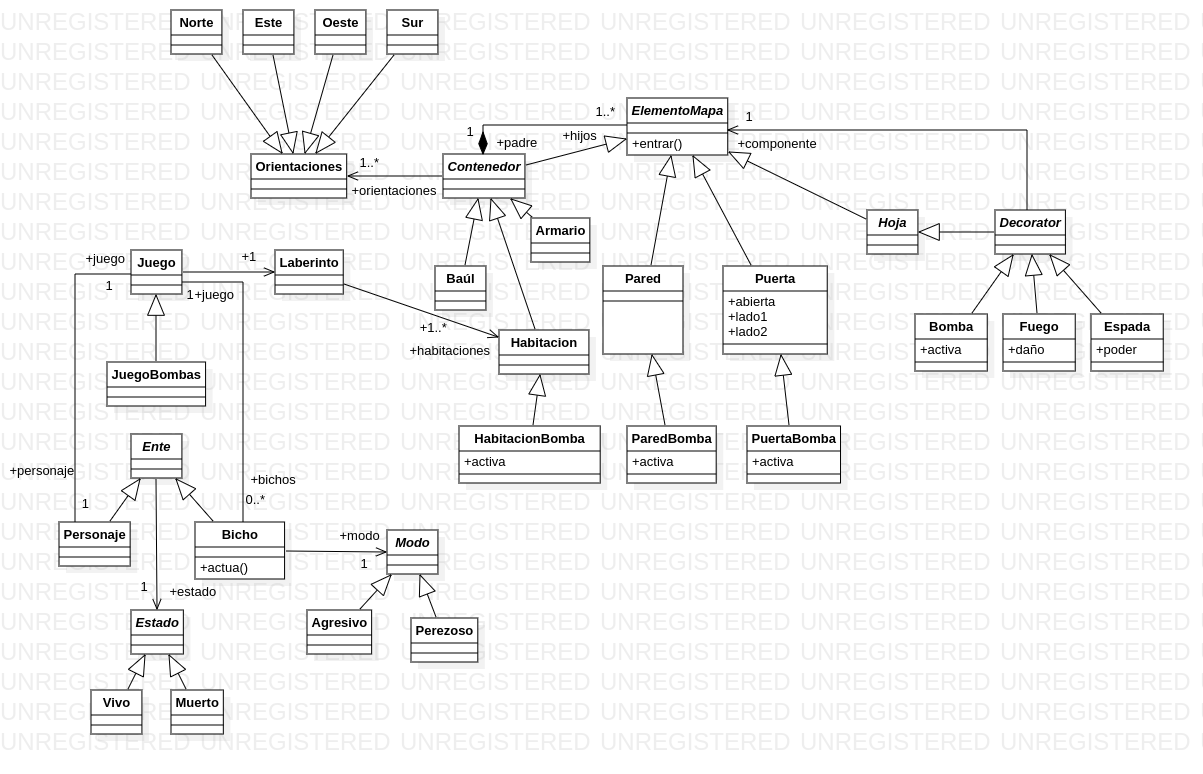 Norte
Este
Oeste
Sur
ElementoMapa
+entrar()
1..*
1
+hijos
+padre
1
+componente
Orientaciones
1..*
+orientaciones
Contenedor
Armario
Baúl
Hoja
Decorator
Juego
+juego
1
+1
Laberinto
1
+juego
+1..*
+habitaciones
Habitacion
Pared
Puerta
+abierta
+lado1
+lado2
Bomba
+activa
Fuego
+daño
Espada
+poder
JuegoBombas
HabitacionBomba
+activa
ParedBomba
+activa
PuertaBomba
+activa
Ente
+personaje
1
+bichos
0..*
Personaje
Bicho
+actua()
+modo
1
Modo
1
+estado
Estado
Agresivo
Perezoso
Vivo
Muerto
UNREGISTERED